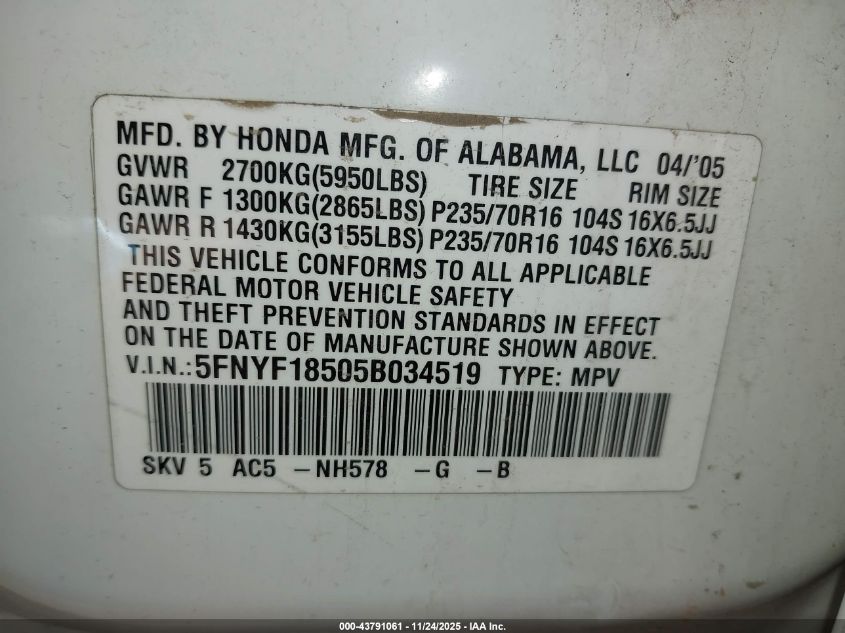 MFD. BY HONDA MFG. OF ALABAMA, LLC 04/'05
GVWR 2700KG(5950LBS) TIRE SIZE RIM SIZE
GAWR F 1300KG(2865LBS) P235/70R16 104S 16X6.5JJ
GAWR R 1430KG(3155LBS) P235/70R16 104S 16X6.5JJ
THIS VEHICLE CONFORMS TO ALL APPLICABLE
FEDERAL MOTOR VEHICLE SAFETY
AND THEFT PREVENTION STANDARDS IN EFFECT
ON THE DATE OF MANUFACTURE SHOWN ABOVE.
V.I.N.:5FNYF18505B034519 TYPE: MPV
SKV 5 AC5 -NH578 -G -B
000-43791061 - 11/24/2025 - IAA Inc.